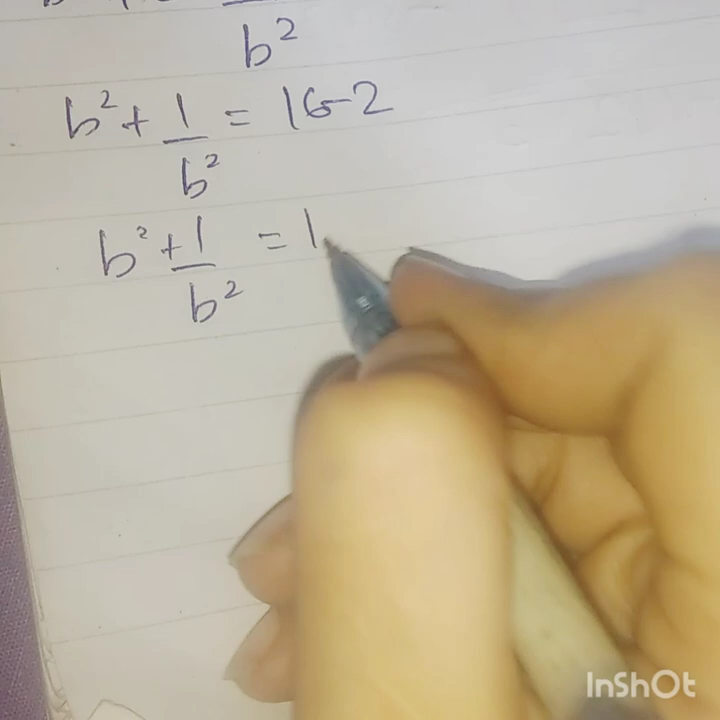 b²
b² + 1/b² = 16-2
b² + 1/b² = 1
InShOt